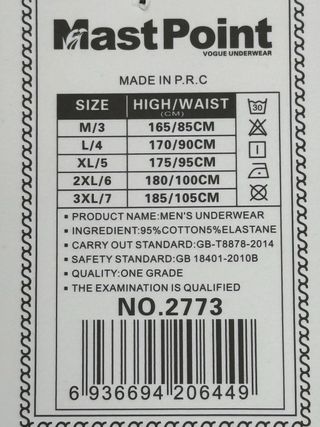 MastPoint
VOGUE UNDERWEAR
MADE IN P.R.C
SIZE HIGH/WAIST (CM)
M/3 165/85CM
L/4 170/90CM
XL/5 175/95CM
2XL/6 180/100CM
3XL/7 185/105CM
30
▪ PRODUCT NAME:MEN'S UNDERWEAR
▪ INGREDIENT:95%COTTON5%ELASTANE
▪ CARRY OUT STANDARD:GB-T8878-2014
▪ SAFETY STANDARD:GB 18401-2010B
▪ QUALITY:ONE GRADE
▪ THE EXAMINATION IS QUALIFIED
NO.2773
6 936694 206449